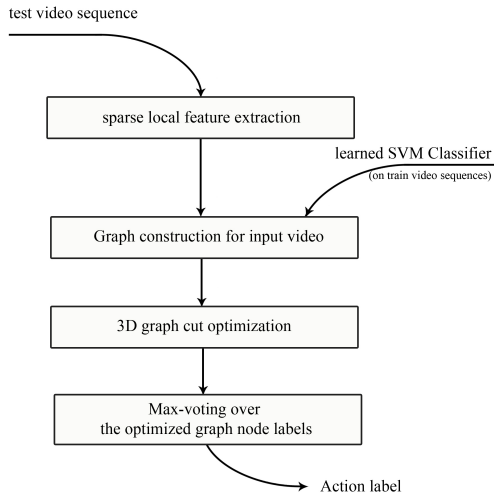 test video sequence
sparse local feature extraction
learned SVM Classifier
(on train video sequences)
Graph construction for input video
3D graph cut optimization
Max-voting over
the optimized graph node labels
Action label